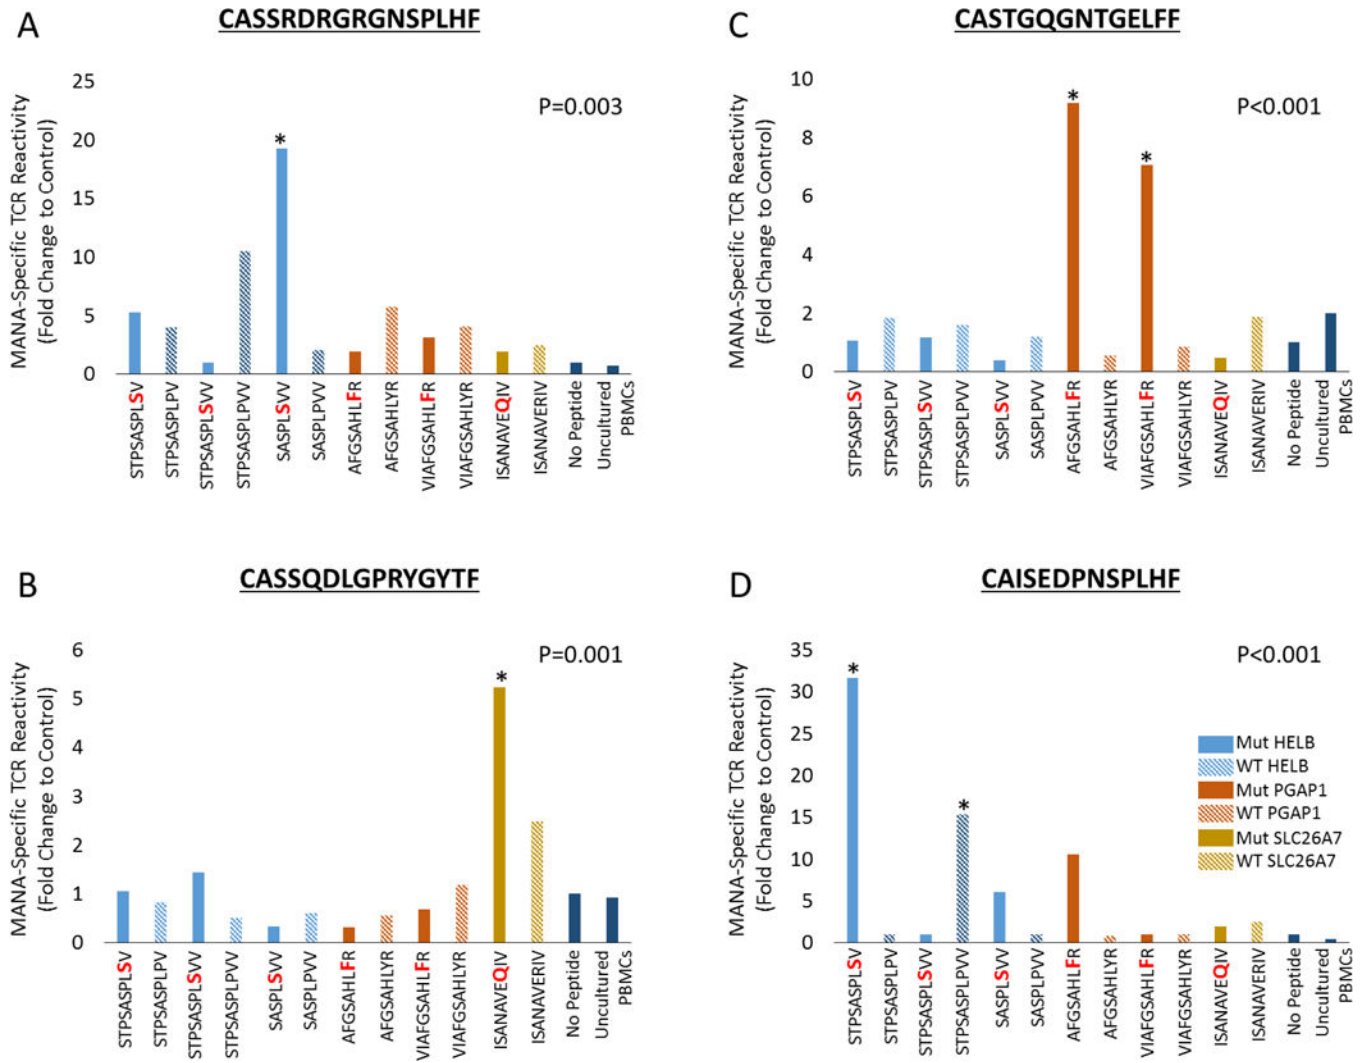 A
CASSRDRGRGNSPLHF
P=0.003
MANA-Specific TCR Reactivity
(Fold Change to Control)
25
20
15
10
5
0
*
STPSASPLSV
STPSASPLPV
STPSASPLSVV
STPSASPLPVV
SASPLSVV
SASPLPVV
AFGSAHLFR
AFGSAHLYR
VIAFGSAHLFR
VIAFGSAHLYR
ISANAVEQIV
ISANAVERIV
No Peptide
Uncultured
PBMCs
C
CASTGQGNTGELFF
P<0.001
MANA-Specific TCR Reactivity
(Fold Change to Control)
10
8
6
4
2
0
*
*
STPSASPLSV
STPSASPLPV
STPSASPLSVV
STPSASPLPVV
SASPLSVV
SASPLPVV
AFGSAHLFR
AFGSAHLYR
VIAFGSAHLFR
VIAFGSAHLYR
ISANAVEQIV
ISANAVERIV
No Peptide
Uncultured
PBMCs
B
CASSQDLGPRYGYTF
P=0.001
MANA-Specific TCR Reactivity
(Fold Change to Control)
6
5
4
3
2
1
0
*
STPSASPLSV
STPSASPLPV
STPSASPLSVV
STPSASPLPVV
SASPLSVV
SASPLPVV
AFGSAHLFR
AFGSAHLYR
VIAFGSAHLFR
VIAFGSAHLYR
ISANAVEQIV
ISANAVERIV
No Peptide
Uncultured
PBMCs
D
CAISEDPNSPLHF
P<0.001
MANA-Specific TCR Reactivity
(Fold Change to Control)
35
30
25
20
15
10
5
0
*
*
Mut HELB
WT HELB
Mut PGAP1
WT PGAP1
Mut SLC26A7
WT SLC26A7
STPSASPLSV
STPSASPLPV
STPSASPLSVV
STPSASPLPVV
SASPLSVV
SASPLPVV
AFGSAHLFR
AFGSAHLYR
VIAFGSAHLFR
VIAFGSAHLYR
ISANAVEQIV
ISANAVERIV
No Peptide
Uncultured
PBMCs